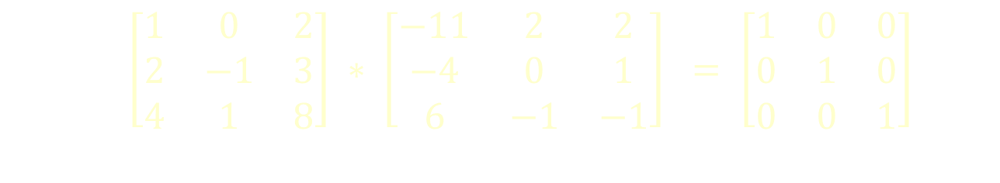 [1 0 2] [−11 2 2] [1 0 0]
[2 −1 3] * [−4 0 1] = [0 1 0]
[4 1 8] [6 −1 −1] [0 0 1]